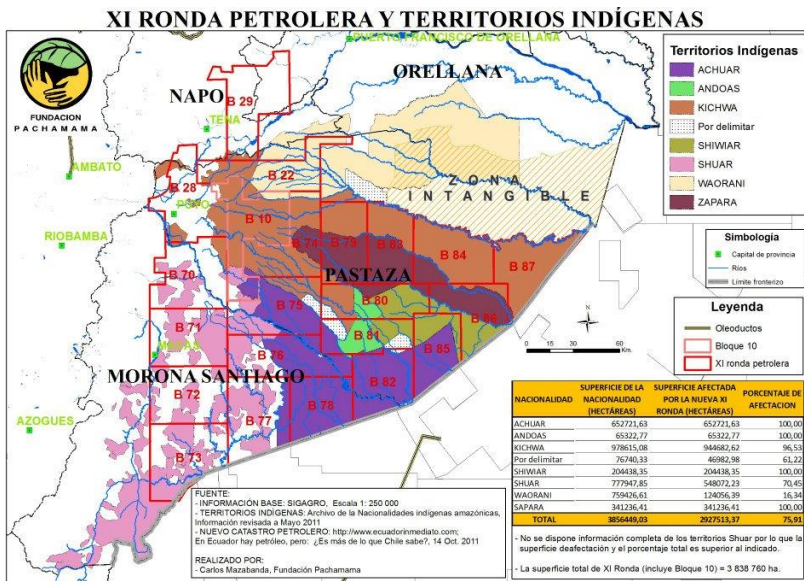 XI RONDA PETROLERA Y TERRITORIOS INDÍGENAS
FUNDACION
PACHAMAMA
PUERTO FRANCISCO DE ORELLANA
ORELLANA
NAPO
B 29
TENA
AMBATO
B 28
PUYO
B 22
ZONA
INTANGIBLE
RIOBAMBA
B 10
B 74
B 79
B 83
B 84
B 87
B 70
PASTAZA
B 75
B 80
B 86
B 71
B 81
MACAS
B 76
B 85
MORONA SANTIAGO
B 82
B 72
B 77
B 78
AZOGUES
B 73
Territorios Indígenas
ACHUAR
ANDOAS
KICHWA
Por delimitar
SHIWIAR
SHUAR
WAORANI
ZAPARA
Simbología
Capital de provincia
Ríos
Límite fronterizo
Leyenda
Oleoductos
Bloque 10
XI ronda petrolera
N
0 15 30 60
Km.
NACIONALIDAD SUPERFICIE DE LA NACIONALIDAD (HECTÁREAS) SUPERFICIE AFECTADA POR LA NUEVA XI RONDA (HECTÁREAS) PORCENTAJE DE AFECTACION
ACHUAR 652721,63 652721,63 100,00
ANDOAS 65322,77 65322,77 100,00
KICHWA 978615,08 944682,62 96,53
Por delimitar 76740,33 46982,98 61,22
SHIWIAR 204438,35 204438,35 100,00
SHUAR 777947,85 548072,23 70,45
WAORANI 759426,61 124056,39 16,34
SAPARA 341236,41 341236,41 100,00
TOTAL 3856449,03 2927513,37 75,91
- No se dispone información completa de los territorios Shuar por lo que la
superficie deafectación y el porcentaje total es superior al indicado.
- La superficie total de XI Ronda (incluye Bloque 10) = 3 838 760 ha.
FUENTE:
- INFORMACIÓN BASE: SIGAGRO, Escala 1: 250 000
- TERRITORIOS INDÍGENAS: Archivo de la Nacionalidades indígenas amazónicas,
Información revisada a Mayo 2011
- NUEVO CATASTRO PETROLERO: http://www.ecuadorinmediato.com;
En Ecuador hay petróleo, pero: ¿Es más de lo que Chile sabe?, 14 Oct. 2011
REALIZADO POR:
- Carlos Mazabanda, Fundación Pachamama